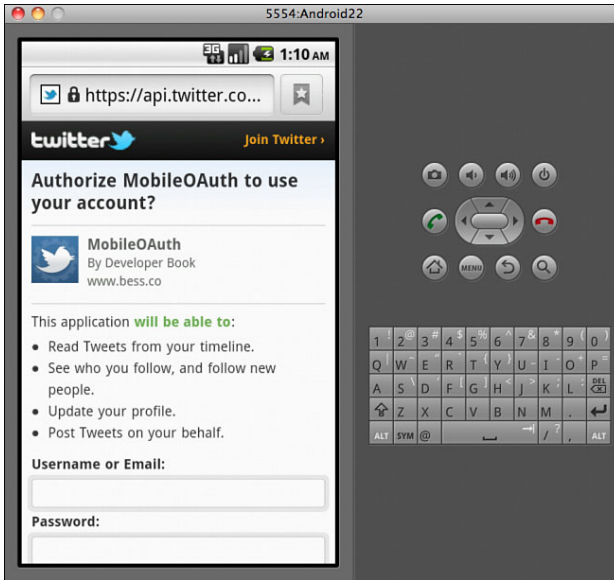 5554:Android22
3G 1:10 AM
https://api.twitter.co...
twitter Join Twitter ›
Authorize MobileOAuth to use
your account?
MobileOAuth
By Developer Book
www.bess.co
This application will be able to:
• Read Tweets from your timeline.
• See who you follow, and follow new
people.
• Update your profile.
• Post Tweets on your behalf.
Username or Email:
Password:
MENU
1 ! 2 @ 3 # 4 $ 5 % 6 ^ 7 & 8 * 9 ( 0 )
Q | W ~ E " R ` T { Y } U _ I - O + P =
A S \ D ' F [ G ] H < J > K ; L : DEL
Z X C V B N M .
ALT SYM @ / ? , ALT